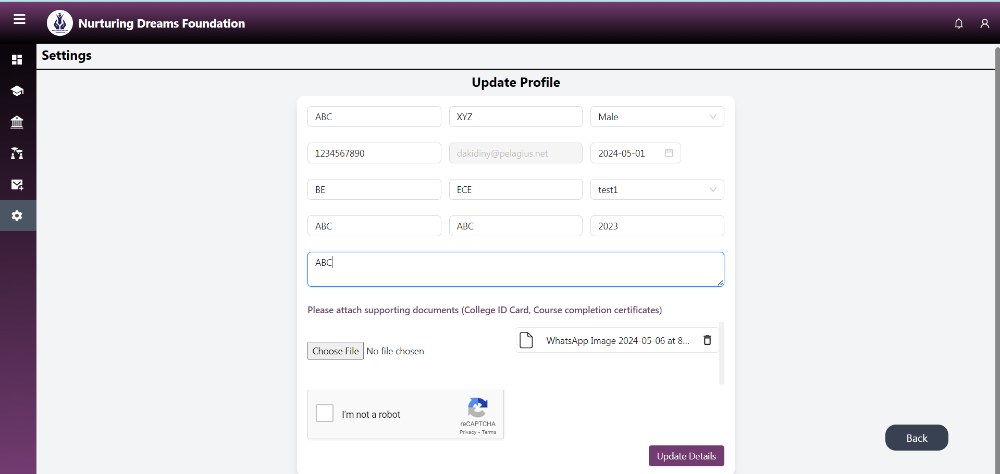 Nurturing Dreams Foundation
Settings
Update Profile
ABC XYZ Male
1234567890 dakidiny@pelagius.net 2024-05-01
BE ECE test1
ABC ABC 2023
ABC
Please attach supporting documents (College ID Card, Course completion certificates)
WhatsApp Image 2024-05-06 at 8...
Choose File No file chosen
I'm not a robot
reCAPTCHA
Privacy - Terms
Back
Update Details